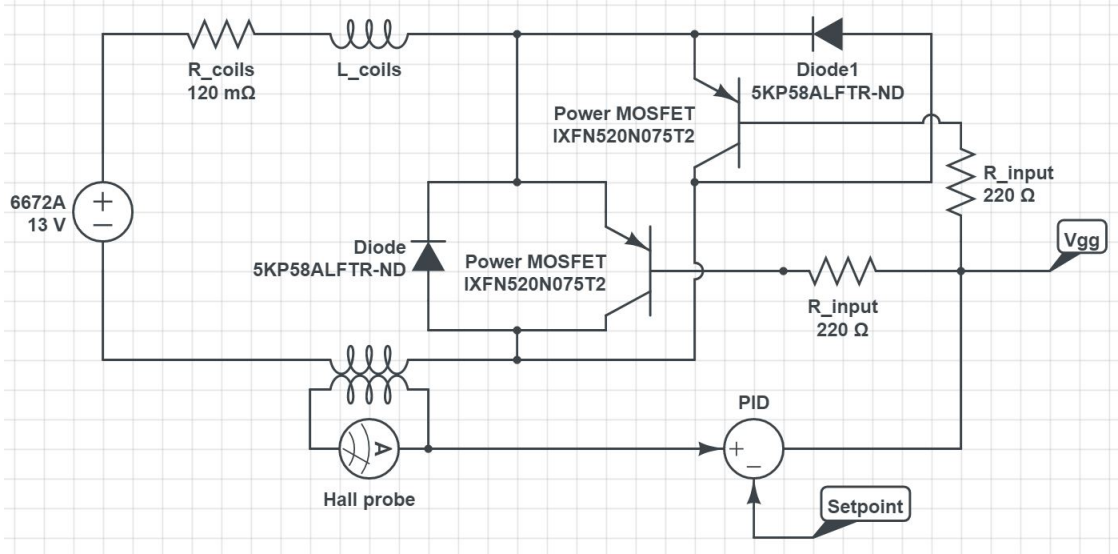 R_coils
120 mΩ
L_coils
Diode1
5KP58ALFTR-ND
Power MOSFET
IXFN520N075T2
R_input
220 Ω
6672A
13 V
+
−
Diode
5KP58ALFTR-ND
Power MOSFET
IXFN520N075T2
Vgg
R_input
220 Ω
PID
A
+
−
Hall probe
Setpoint